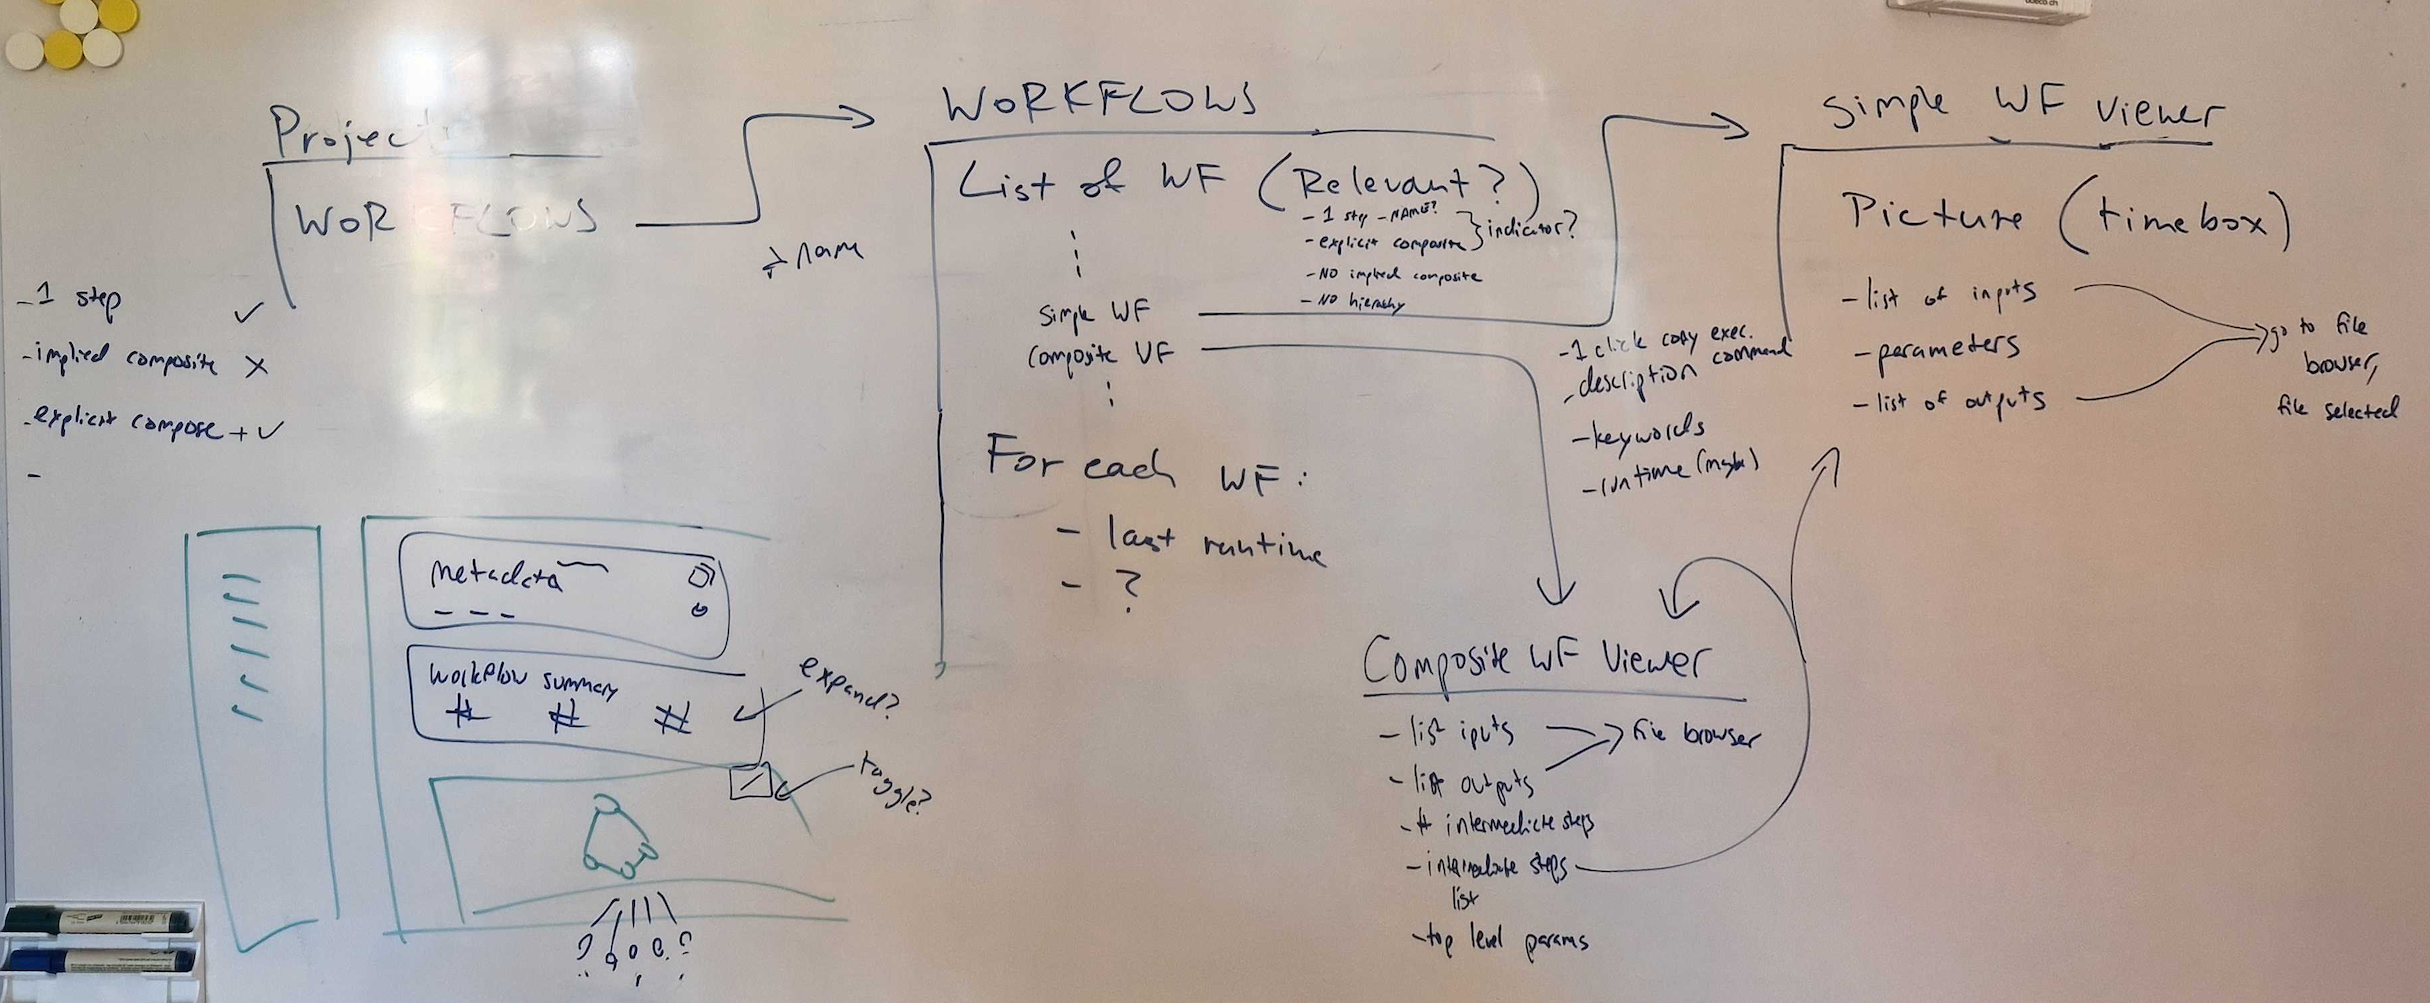 Projects
WORKFLOWS
→ name
- 1 step ✓
- implied composite X
- explicit compose + ✓
-
metadata
workflow summary
# # #
expand?
toggle?
WORKFLOWS
List of WF (Relevant?)
- 1 step - NAME?
- explicit composite } indicator?
- NO implied composite
- NO hierachy
simple WF
Composite WF
For each WF:
- last runtime
- ?
Simple WF Viewer
Picture (timebox)
- list of inputs
- parameters
- list of outputs
go to file
browser,
file selected
- 1 click copy exec.
command
- description
- keywords
- runtime (maybe)
Composite WF Viewer
- list iputs
file browser
- list outputs
- # intermediate steps
- intermediate steps
list
- top level params